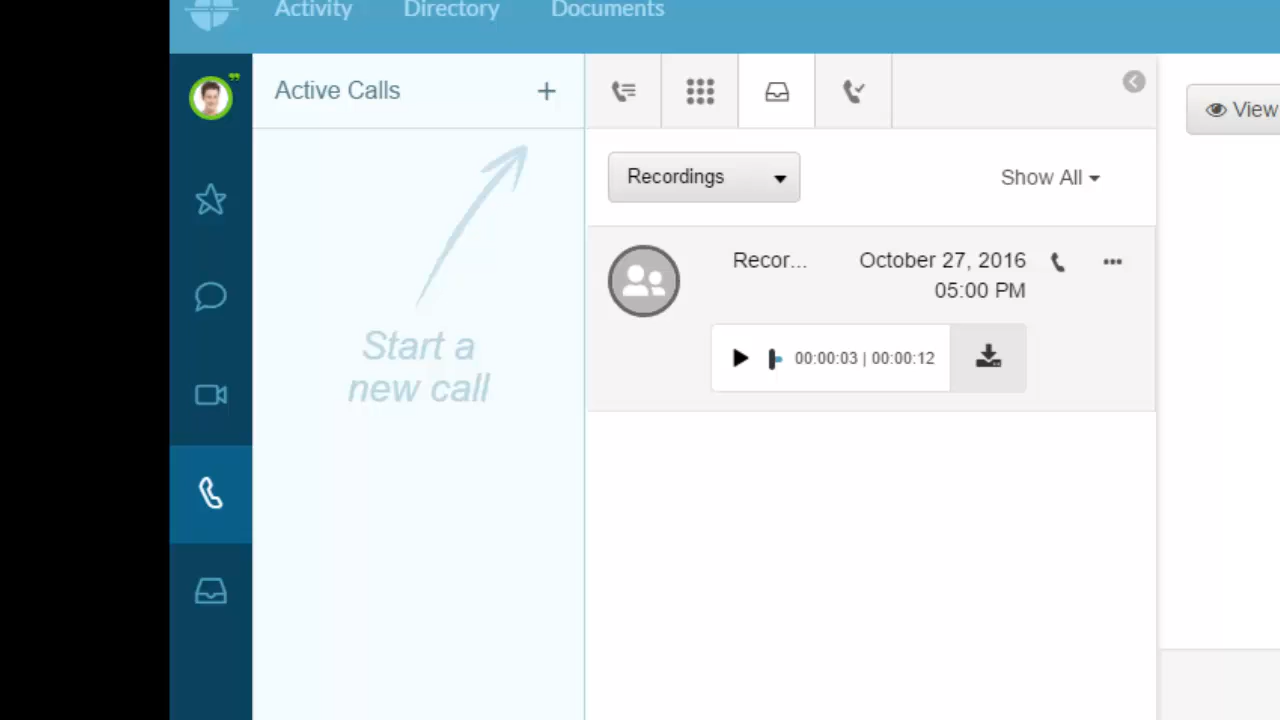 Activity Directory Documents
Active Calls +
View
Recordings
Show All
Recor... October 27, 2016
05:00 PM
00:00:03 | 00:00:12
Start a
new call